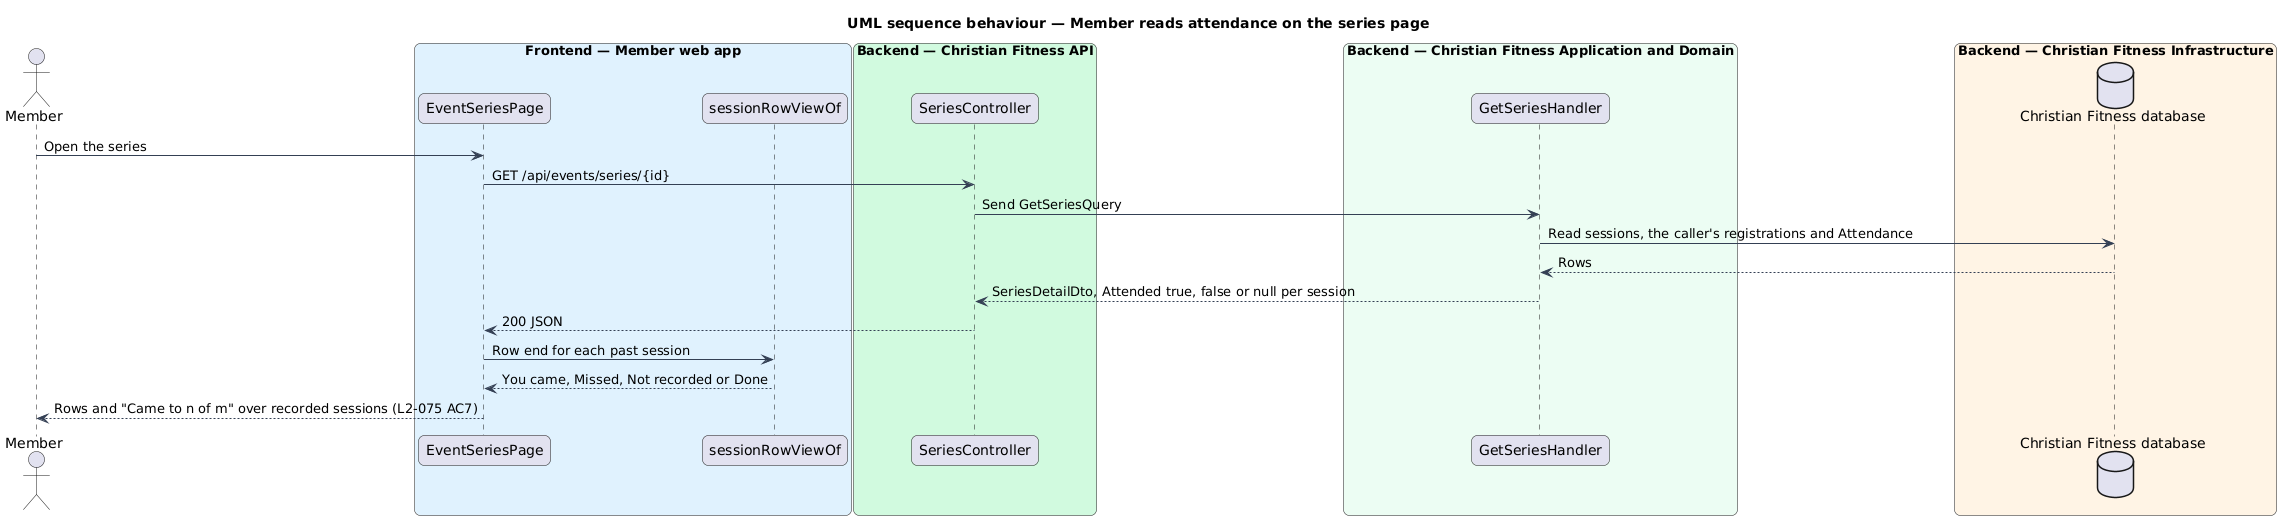 UML sequence behaviour — Member reads attendance on the series page
Frontend — Member web app
Backend — Christian Fitness API
Backend — Christian Fitness Application and Domain
Backend — Christian Fitness Infrastructure
Member
EventSeriesPage
sessionRowViewOf
SeriesController
GetSeriesHandler
Christian Fitness database
Open the series
GET /api/events/series/{id}
Send GetSeriesQuery
Read sessions, the caller's registrations and Attendance
Rows
SeriesDetailDto, Attended true, false or null per session
200 JSON
Row end for each past session
You came, Missed, Not recorded or Done
Rows and "Came to n of m" over recorded sessions (L2-075 AC7)
Member
EventSeriesPage
sessionRowViewOf
SeriesController
GetSeriesHandler
Christian Fitness database